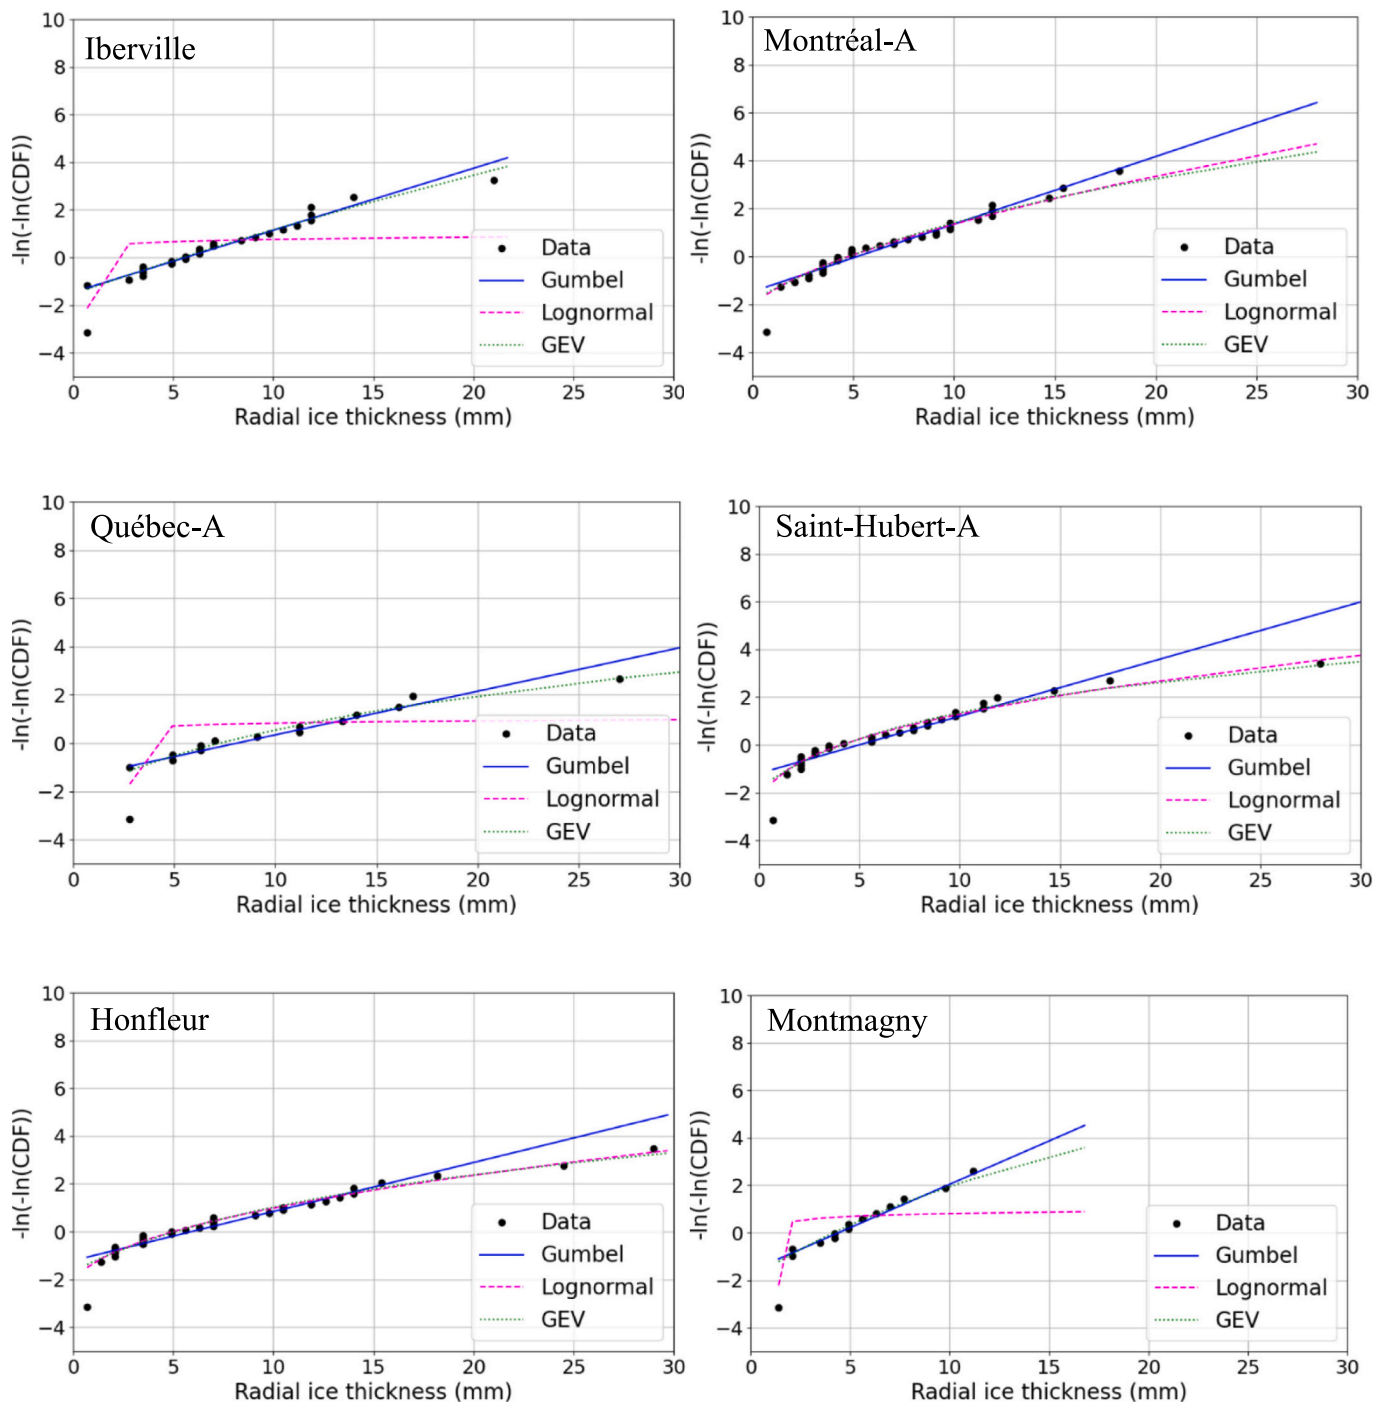 Iberville
-ln(-ln(CDF))
10
8
6
4
2
0
−2
−4
Data
Gumbel
Lognormal
GEV
0 5 10 15 20 25 30
Radial ice thickness (mm)
Montréal-A
-ln(-ln(CDF))
10
8
6
4
2
0
−2
−4
Data
Gumbel
Lognormal
GEV
0 5 10 15 20 25 30
Radial ice thickness (mm)
Québec-A
-ln(-ln(CDF))
10
8
6
4
2
0
−2
−4
Data
Gumbel
Lognormal
GEV
0 5 10 15 20 25 30
Radial ice thickness (mm)
Saint-Hubert-A
-ln(-ln(CDF))
10
8
6
4
2
0
−2
−4
Data
Gumbel
Lognormal
GEV
0 5 10 15 20 25 30
Radial ice thickness (mm)
Honfleur
-ln(-ln(CDF))
10
8
6
4
2
0
−2
−4
Data
Gumbel
Lognormal
GEV
0 5 10 15 20 25 30
Radial ice thickness (mm)
Montmagny
-ln(-ln(CDF))
10
8
6
4
2
0
−2
−4
Data
Gumbel
Lognormal
GEV
0 5 10 15 20 25 30
Radial ice thickness (mm)